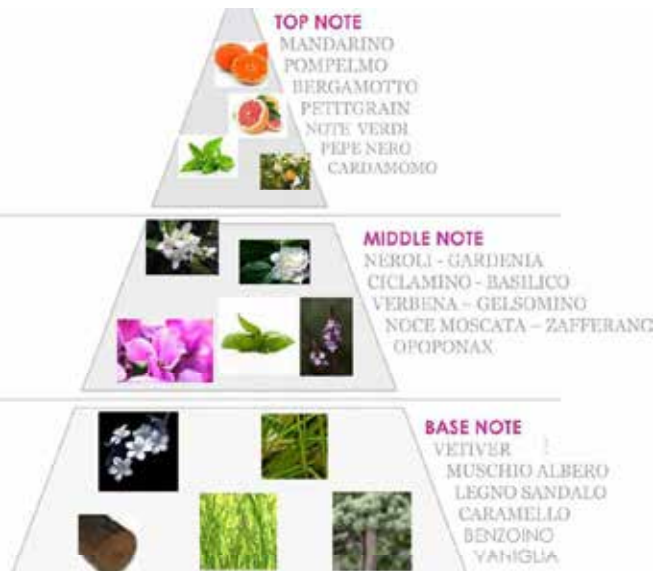 TOP NOTE
MANDARINO
POMPELMO
BERGAMOTTO
PETITGRAIN
NOTE VERDI
PEPE NERO
CARDAMOMO
MIDDLE NOTE
NEROLI - GARDENIA
CICLAMINO - BASILICO
VERBENA – GELSOMINO
NOCE MOSCATA – ZAFFERANO
OPOPONAX
BASE NOTE
VETIVER
MUSCHIO ALBERO
LEGNO SANDALO
CARAMELLO
BENZOINO
VANIGLIA